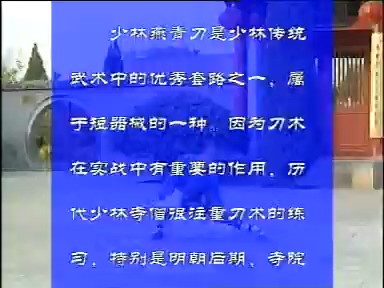 少林燕青刀是少林传统
武术中的优秀套路之一，属
于短器械的一种。因为刀术
在实战中有重要的作用，历
代少林寺僧很注重刀术的练
习，特别是明朝后期，寺院